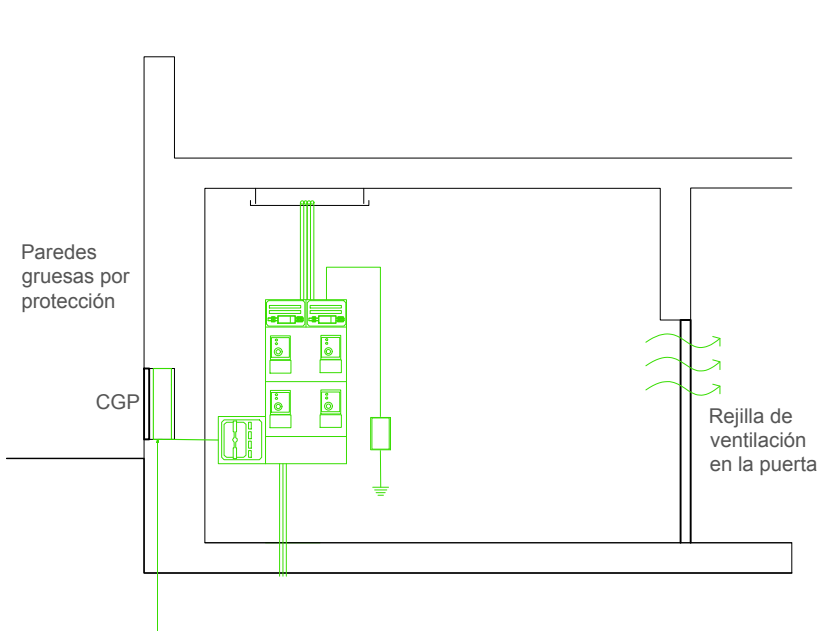 Paredes
gruesas por
protección
CGP
Rejilla de
ventilación
en la puerta